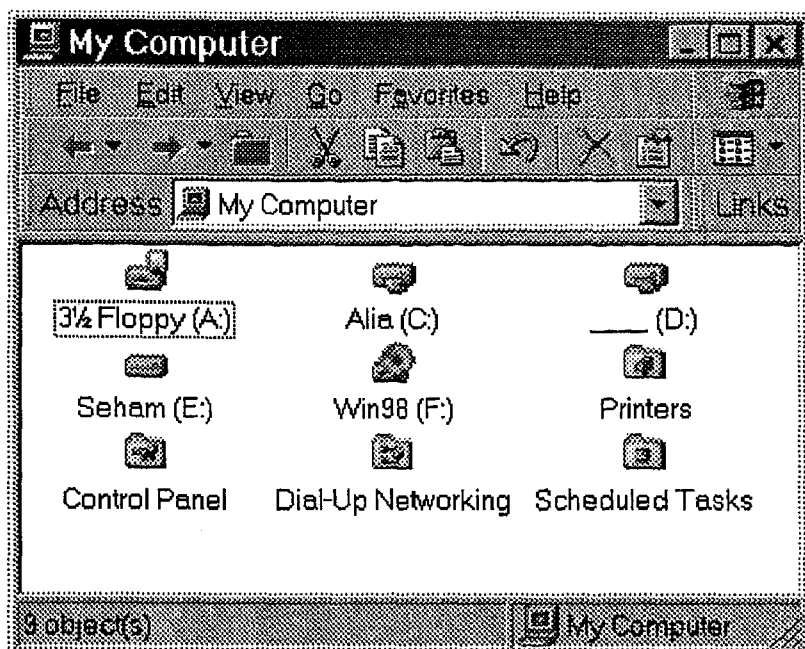 My Computer
File Edit View Go Favorites Help
Address My Computer Links
3½ Floppy (A:) Alia (C:) ____ (D:)
Seham (E:) Win98 (F:) Printers
Control Panel Dial-Up Networking Scheduled Tasks
9 object(s) My Computer